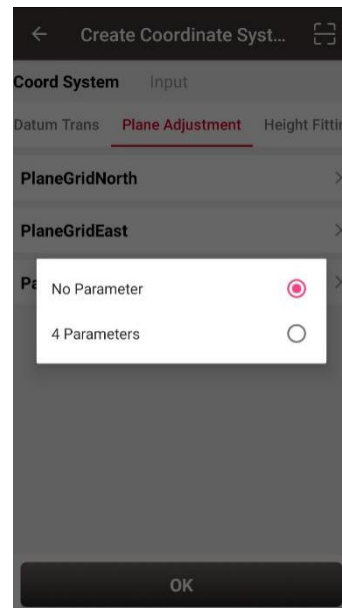 Create Coordinate Syst...
Coord System Input
Datum Trans Plane Adjustment Height Fittin
PlaneGridNorth
PlaneGridEast
Pa
No Parameter
4 Parameters
OK